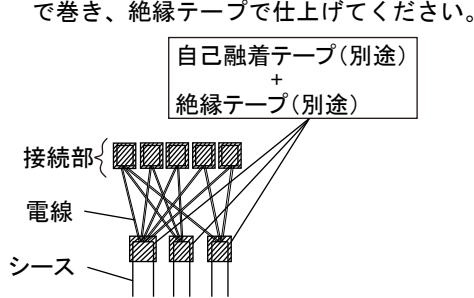 で巻き、絶縁テープで仕上げてください。
自己融着テープ(別途)
+
絶縁テープ(別途)
接続部
電線
シース